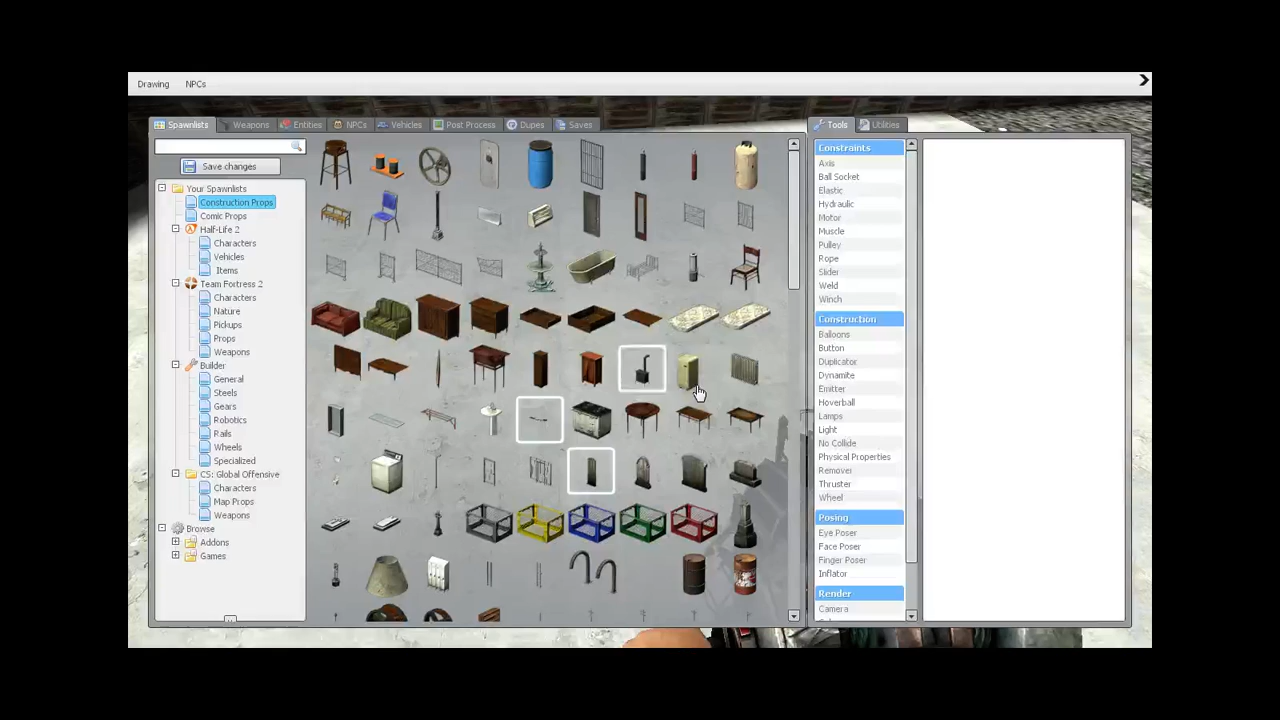 Drawing NPCs
Spawnlists Weapons Entities NPCs Vehicles Post Process Dupes Saves Tools Utilities
Save changes
Your Spawnlists
Construction Props
Comic Props
Half-Life 2
Characters
Vehicles
Items
Team Fortress 2
Characters
Nature
Pickups
Props
Weapons
Builder
General
Steels
Gears
Robotics
Rails
Wheels
Specialized
CS: Global Offensive
Characters
Map Props
Weapons
Browse
Addons
Games
Constraints
Axis
Ball Socket
Elastic
Hydraulic
Motor
Muscle
Pulley
Rope
Slider
Weld
Winch
Construction
Balloons
Button
Duplicator
Dynamite
Emitter
Hoverball
Lamps
Light
No Collide
Physical Properties
Remover
Thruster
Wheel
Posing
Eye Poser
Face Poser
Finger Poser
Inflator
Render
Camera